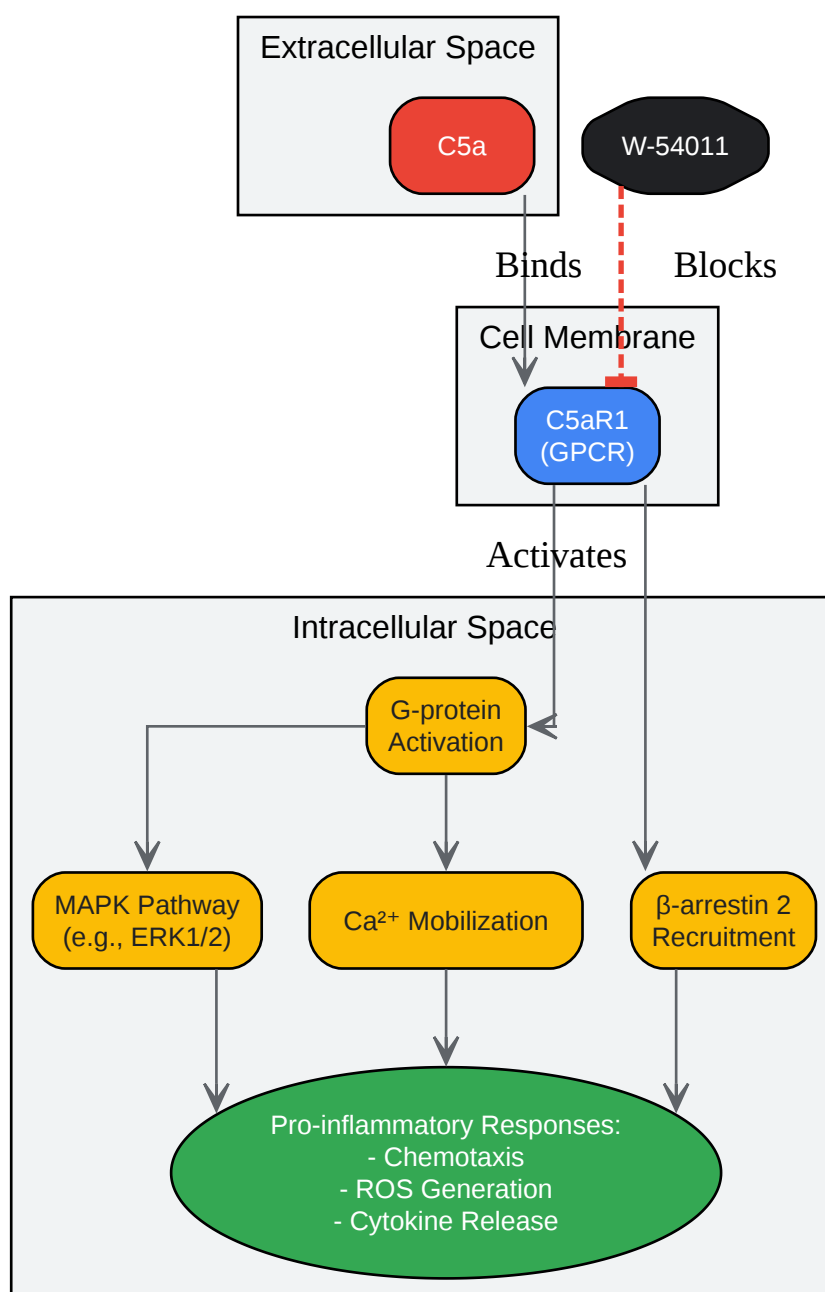 Extracellular Space
C5a
W-54011
Binds
Blocks
Cell Membrane
C5aR1
(GPCR)
Activates
Intracellular Space
G-protein
Activation
MAPK Pathway
(e.g., ERK1/2)
Ca²⁺ Mobilization
β-arrestin 2
Recruitment
Pro-inflammatory Responses:
- Chemotaxis
- ROS Generation
- Cytokine Release